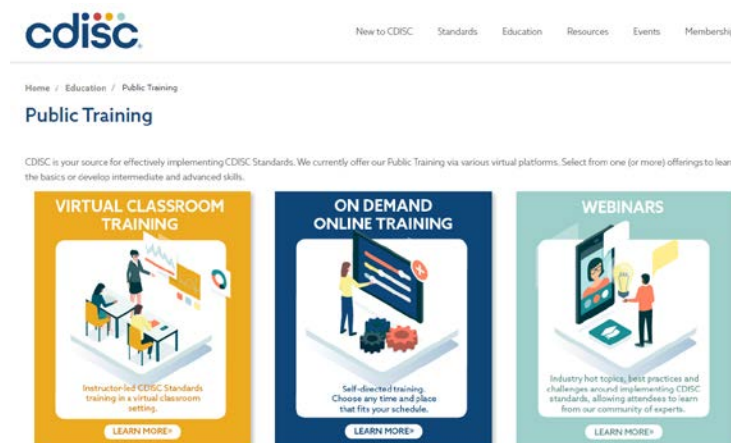 cdisc
New to CDISC Standards Education Resources Events Membership
Home / Education / Public Training
Public Training
CDISC is your source for effectively implementing CDISC Standards. We currently offer our Public Training via various virtual platforms. Select from one (or more) offerings to learn
the basics or develop intermediate and advanced skills.
VIRTUAL CLASSROOM
TRAINING
Instructor-led CDISC Standards
training in a virtual classroom
setting.
LEARN MORE»
ON DEMAND
ONLINE TRAINING
Self-directed training.
Choose any time and place
that fits your schedule.
LEARN MORE»
WEBINARS
Industry hot topics, best practices and
challenges around implementing CDISC
standards, allowing attendees to learn
from our community of experts.
LEARN MORE»